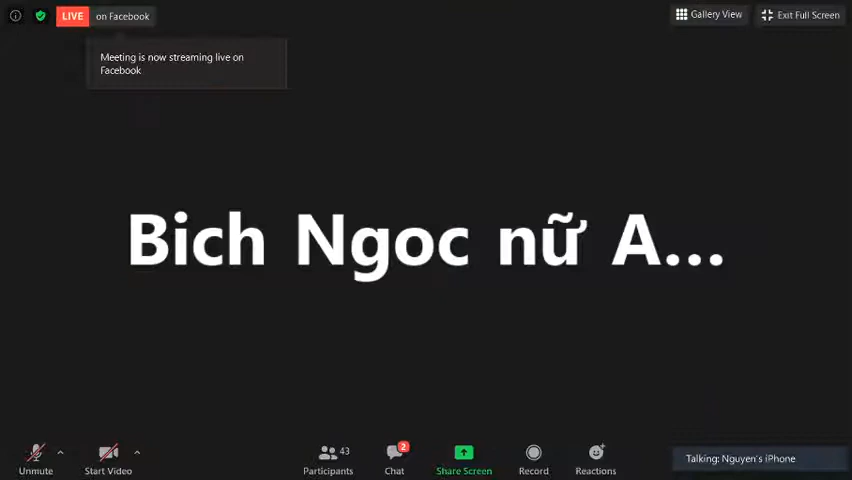 LIVE on Facebook
Gallery View
Exit Full Screen
Meeting is now streaming live on
Facebook
Bich Ngoc nữ A...
43
2
Unmute
Start Video
Participants
Chat
Share Screen
Record
Reactions
Talking: Nguyen's iPhone